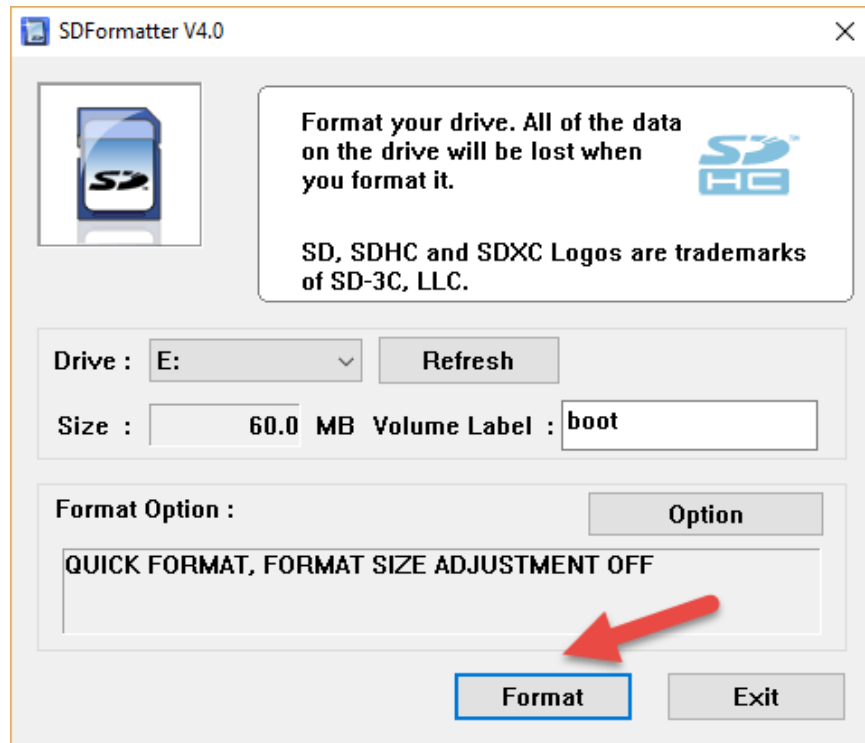 SDFormatter V4.0
Format your drive. All of the data
on the drive will be lost when
you format it.
SD, SDHC and SDXC Logos are trademarks
of SD-3C, LLC.
SD
SD HC ™
Drive : E: Refresh
Size : 60.0 MB Volume Label : boot
Format Option :
Option
QUICK FORMAT, FORMAT SIZE ADJUSTMENT OFF
Format Exit